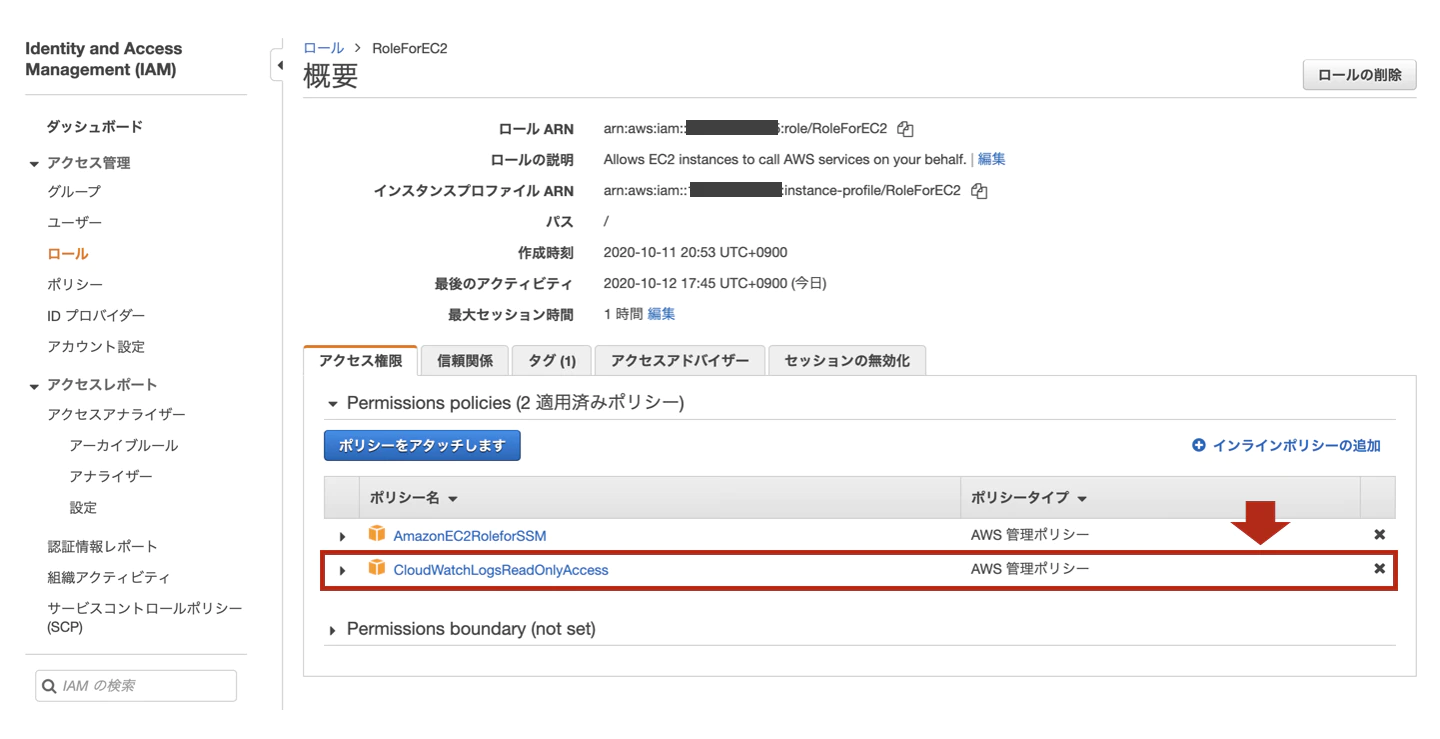 Identity and Access
Management (IAM)
ダッシュボード
アクセス管理
グループ
ユーザー
ロール
ポリシー
ID プロバイダー
アカウント設定
アクセスレポート
アクセスアナライザー
アーカイブルール
アナライザー
設定
認証情報レポート
組織アクティビティ
サービスコントロールポリシー
(SCP)
IAM の検索
ロール > RoleForEC2
概要
ロールの削除
ロール ARN arn:aws:iam:: :role/RoleForEC2
ロールの説明 Allows EC2 instances to call AWS services on your behalf. | 編集
インスタンスプロファイル ARN arn:aws:iam:: :instance-profile/RoleForEC2
パス /
作成時刻 2020-10-11 20:53 UTC+0900
最後のアクティビティ 2020-10-12 17:45 UTC+0900 (今日)
最大セッション時間 1 時間 編集
アクセス権限 信頼関係 タグ (1) アクセスアドバイザー セッションの無効化
Permissions policies (2 適用済みポリシー)
ポリシーをアタッチします インラインポリシーの追加
ポリシー名 ポリシータイプ
AmazonEC2RoleforSSM AWS 管理ポリシー
CloudWatchLogsReadOnlyAccess AWS 管理ポリシー
Permissions boundary (not set)